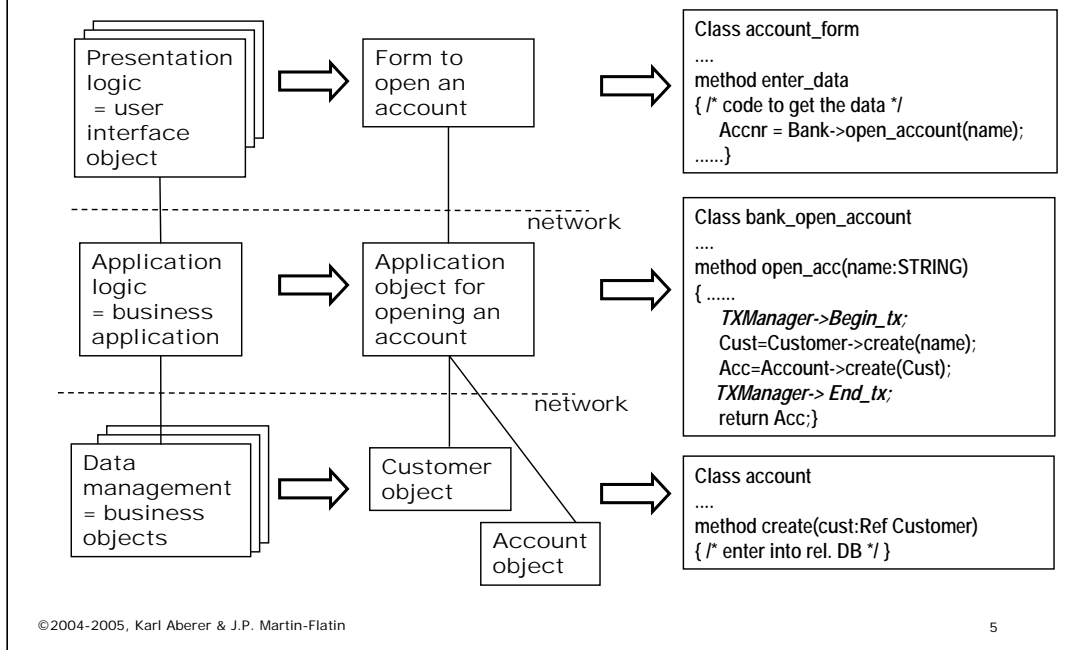 Presentation
logic
= user
interface
object
Form to
open an
account
Class account_form
....
method enter_data
{ /* code to get the data */
Accnr = Bank->open_account(name);
......}
network
Application
logic
= business
application
Application
object for
opening an
account
Class bank_open_account
....
method open_acc(name:STRING)
{ ......
TXManager->Begin_tx;
Cust=Customer->create(name);
Acc=Account->create(Cust);
TXManager-> End_tx;
return Acc;}
network
Data
management
= business
objects
Customer
object
Account
object
Class account
....
method create(cust:Ref Customer)
{ /* enter into rel. DB */ }
©2004-2005, Karl Aberer & J.P. Martin-Flatin
5